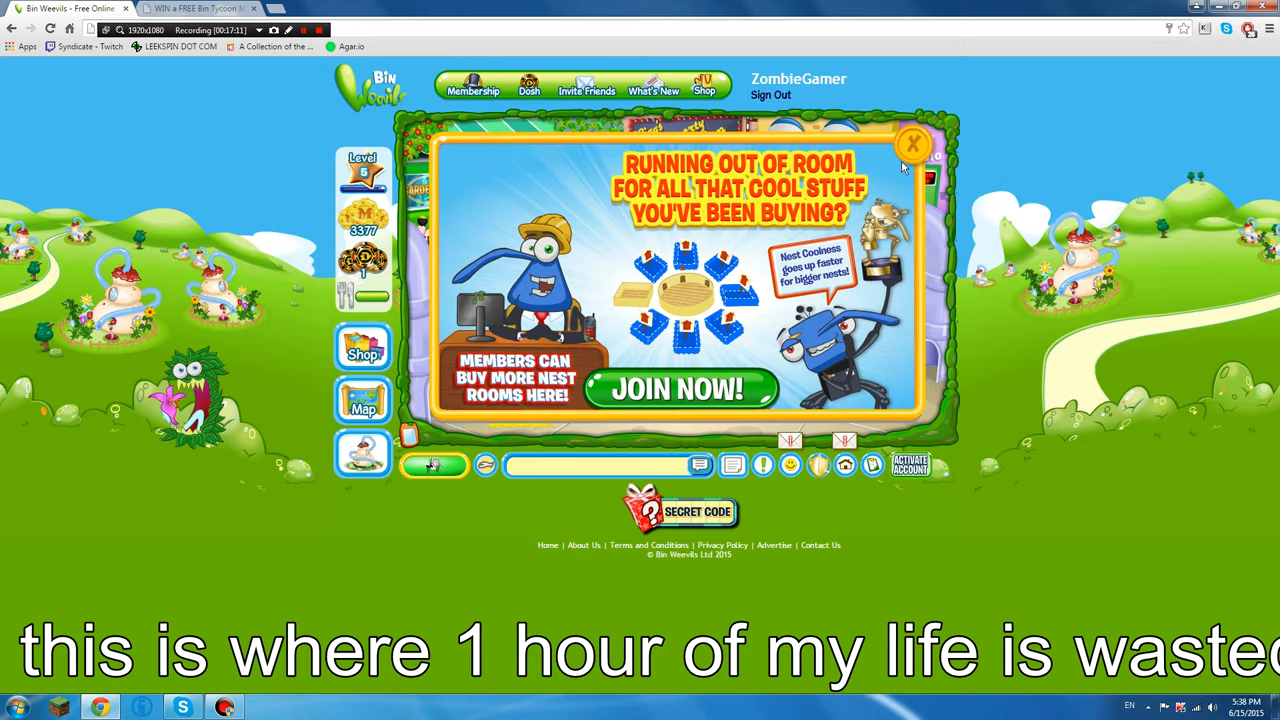 Bin Weevils - Free Online
WIN a FREE Bin Tycoon M
1920x1080 Recording [00:17:11]
Apps Syndicate - Twitch LEEKSPIN DOT COM A Collection of the ... Agar.io
Bin Weevils
Membership Dosh Invite Friends What's New Shop
ZombieGamer
Sign Out
Level
5
M
3377
D
1
Shop
Map
RUNNING OUT OF ROOM
FOR ALL THAT COOL STUFF
YOU'VE BEEN BUYING?
X
Nest Coolness
goes up faster
for bigger nests!
MEMBERS CAN
BUY MORE NEST
ROOMS HERE!
JOIN NOW!
ACTIVATE
ACCOUNT
?
SECRET CODE
Home | About Us | Terms and Conditions | Privacy Policy | Advertise | Contact Us
© Bin Weevils Ltd 2015
this is where 1 hour of my life is wasted
EN
5:38 PM
6/15/2015